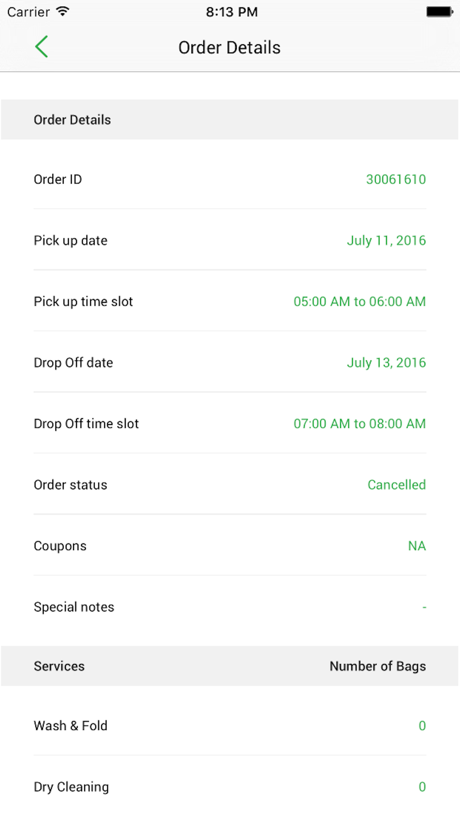 Carrier 8:13 PM
Order Details
Order Details
Order ID 30061610
Pick up date July 11, 2016
Pick up time slot 05:00 AM to 06:00 AM
Drop Off date July 13, 2016
Drop Off time slot 07:00 AM to 08:00 AM
Order status Cancelled
Coupons NA
Special notes -
Services Number of Bags
Wash & Fold 0
Dry Cleaning 0